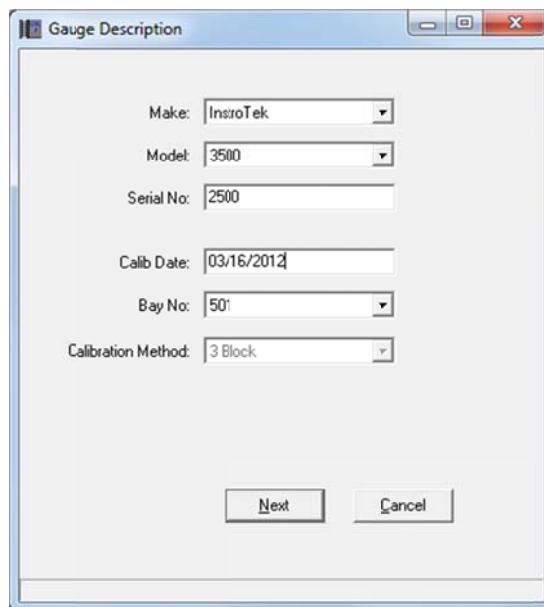 Gauge Description
Make: InstroTek
Model: 3500
Serial No: 2500
Calib Date: 03/16/2012
Bay No: 501
Calibration Method: 3 Block
Next Cancel